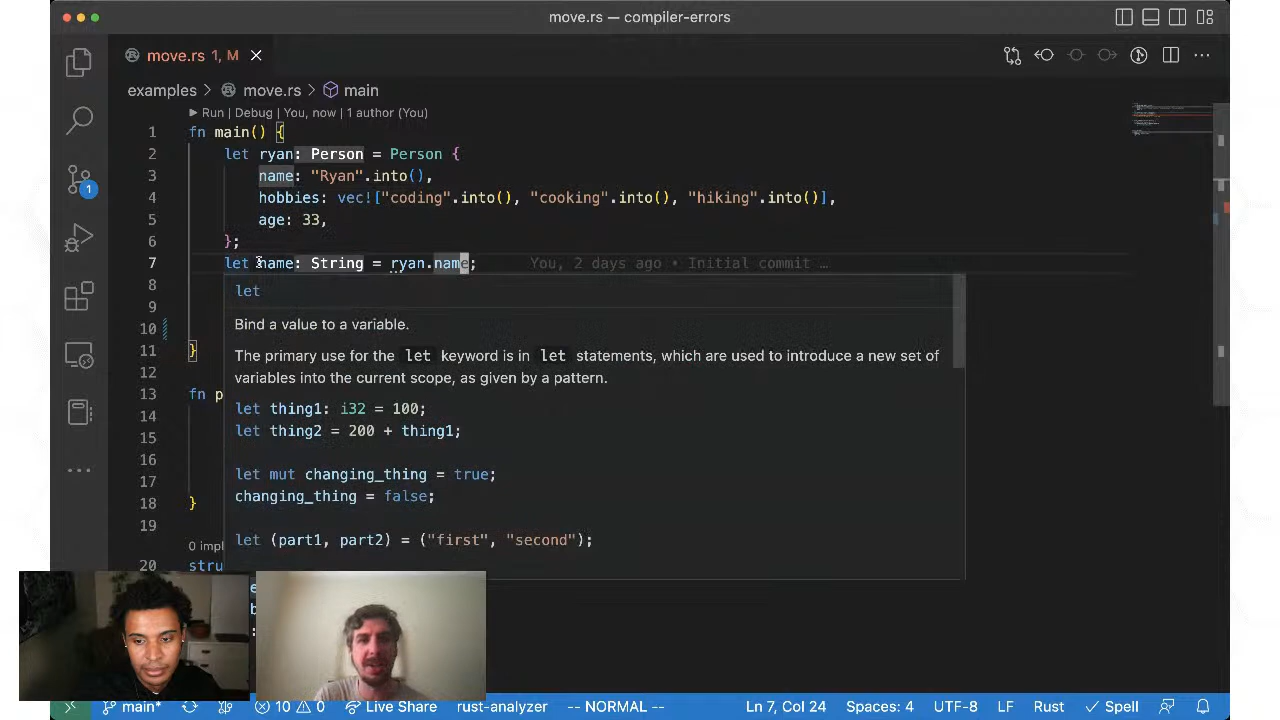 move.rs — compiler-errors
move.rs 1, M
examples > move.rs > main
Run | Debug | You, now | 1 author (You)
1 fn main() {
2 let ryan: Person = Person {
3 name: "Ryan".into(),
4 hobbies: vec!["coding".into(), "cooking".into(), "hiking".into()],
5 age: 33,
6 };
7 let name: String = ryan.name; You, 2 days ago • Initial commit …
8
let
9
Bind a value to a variable.
10
The primary use for the let keyword is in let statements, which are used to introduce a new set of
11 }
variables into the current scope, as given by a pattern.
12
13 fn p
let thing1: i32 = 100;
14
let thing2 = 200 + thing1;
15
16
let mut changing_thing = true;
17
changing_thing = false;
18 }
19
let (part1, part2) = ("first", "second");
0 impl
20 stru
1
main* 10 0 Live Share rust-analyzer -- NORMAL -- Ln 7, Col 24 Spaces: 4 UTF-8 LF Rust Spell